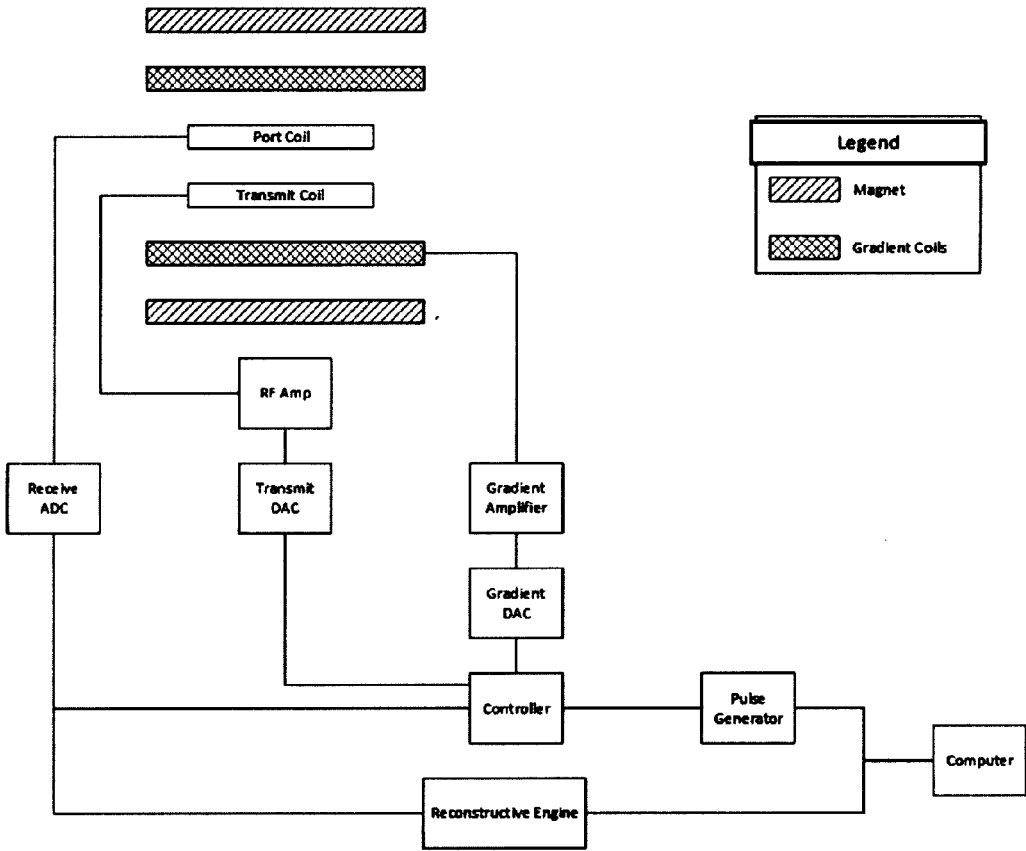 Port Coil
Legend
Magnet
Transmit Coil
Gradient Coils
RF Amp
Receive
ADC
Transmit
DAC
Gradient
Amplifier
Gradient
DAC
Controller
Pulse
Generator
Computer
Reconstructive Engine